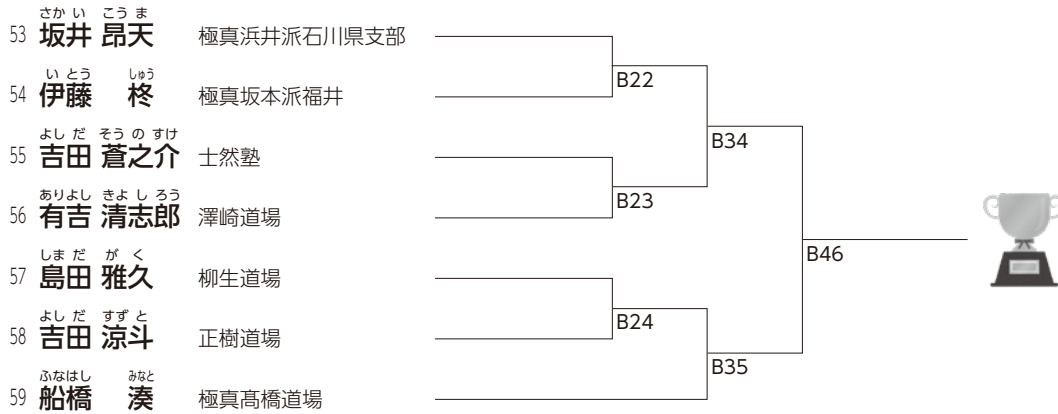 さかい こうま
53 坂井 昂天 極真浜井派石川県支部
いとう しゅう
54 伊藤 柊 極真坂本派福井
B22
よしだ そうのすけ
55 吉田 蒼之介 士然塾
B34
ありよし きよしろう
56 有吉 清志郎 澤崎道場
B23
B46
しまだ がく
57 島田 雅久 柳生道場
よしだ すずと
58 吉田 涼斗 正樹道場
B24
B35
ふなはし みなと
59 船橋 湊 極真髙橋道場